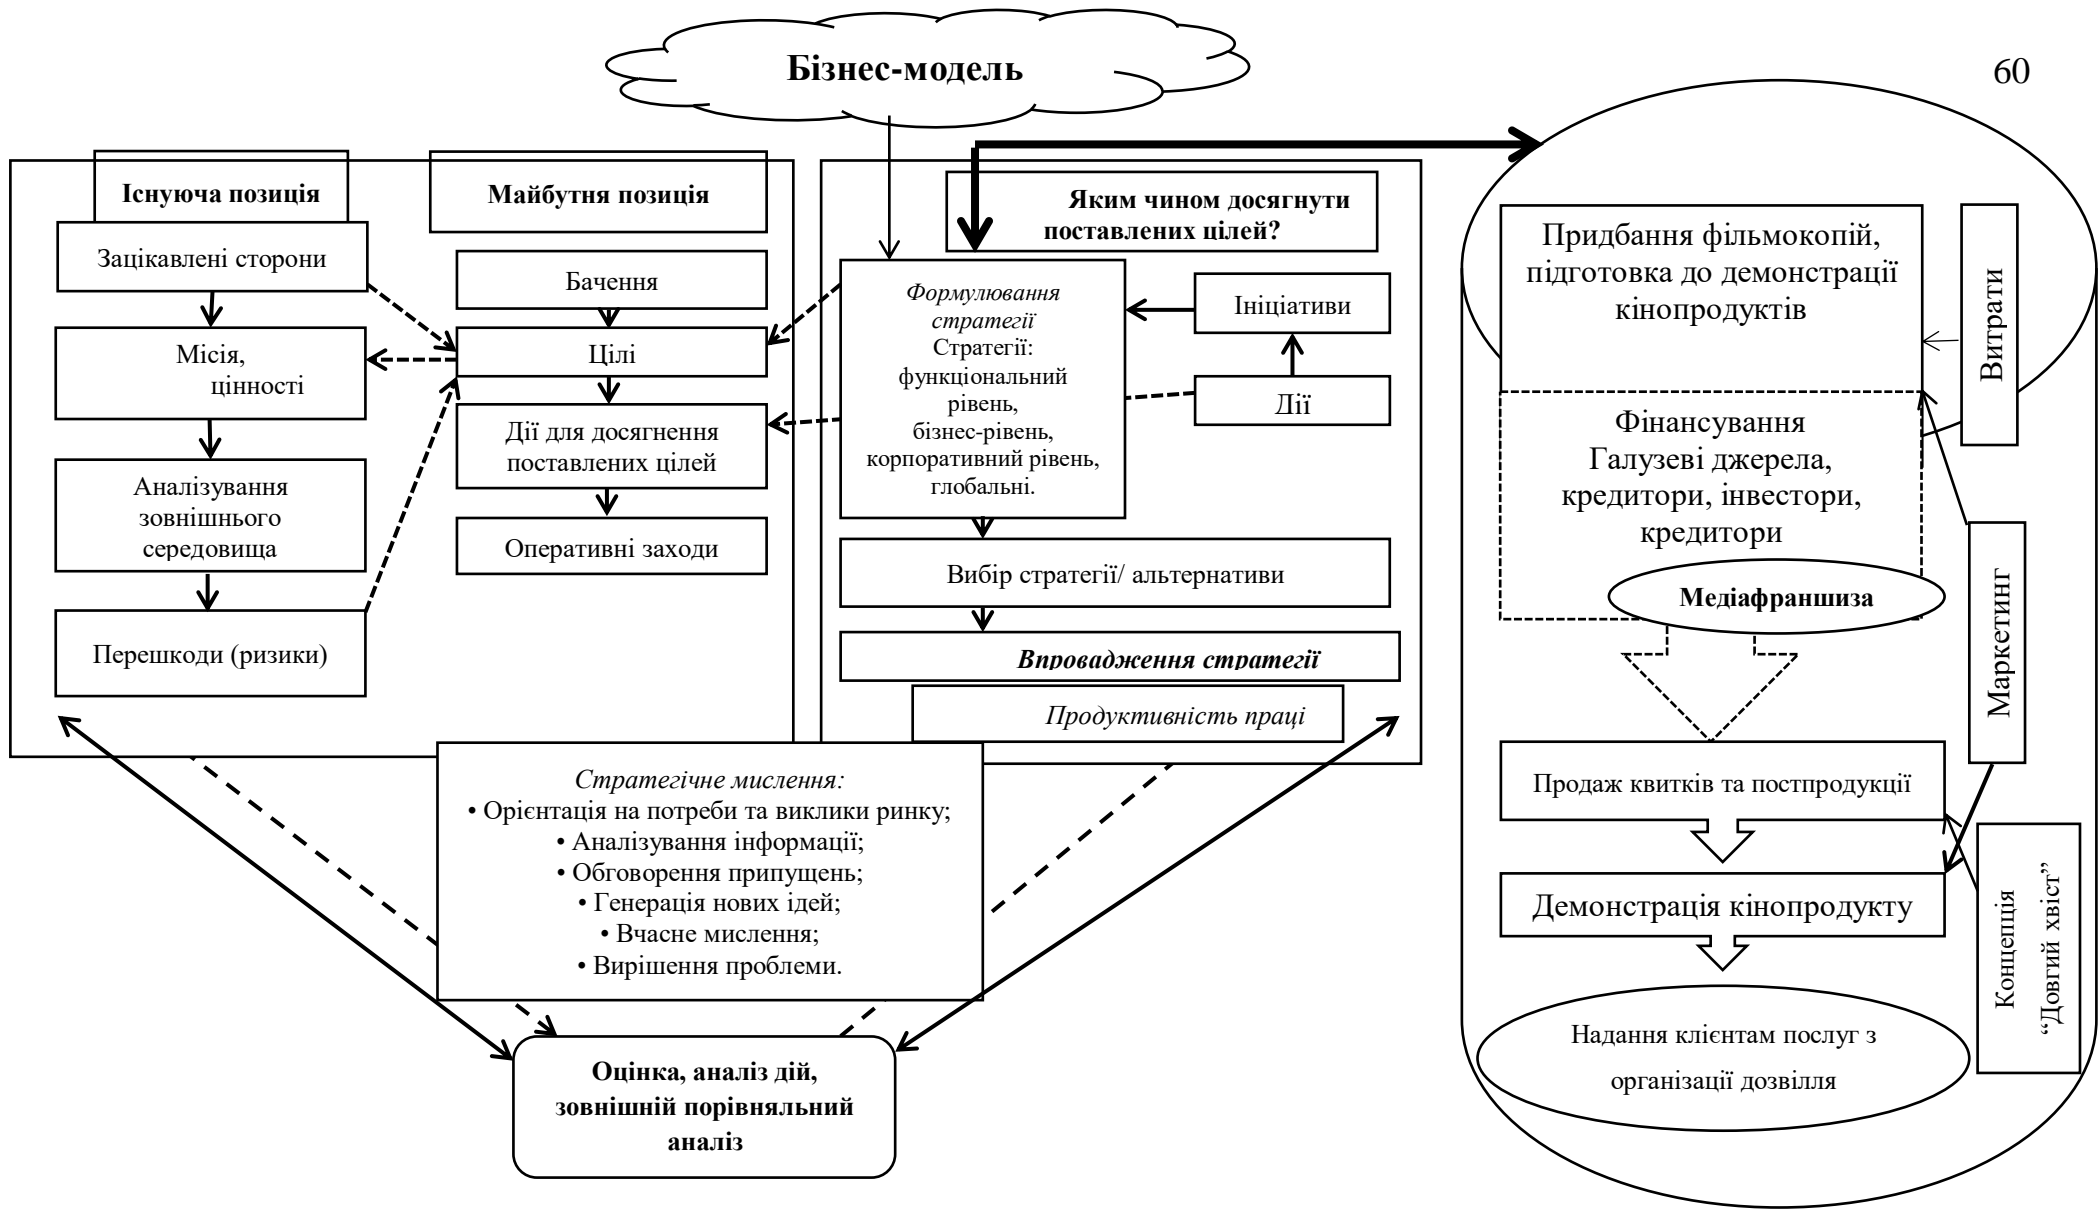 60
Бізнес-модель
Існуюча позиція
Зацікавлені сторони
Місія,
цінності
Аналізування
зовнішнього
середовища
Перешкоди (ризики)
Майбутня позиція
Бачення
Цілі
Дії для досягнення
поставлених цілей
Оперативні заходи
Яким чином досягнути
поставлених цілей?
Формулювання
стратегії
Стратегії:
функціональний
рівень,
бізнес-рівень,
корпоративний рівень,
глобальні.
Ініціативи
Дії
Вибір стратегії/ альтернативи
Впровадження стратегії
Продуктивність праці
Стратегічне мислення:
• Орієнтація на потреби та виклики ринку;
• Аналізування інформації;
• Обговорення припущень;
• Генерація нових ідей;
• Вчасне мислення;
• Вирішення проблеми.
Оцінка, аналіз дій,
зовнішній порівняльний
аналіз
Придбання фільмокопій,
підготовка до демонстрації
кінопродуктів
Фінансування
Галузеві джерела,
кредитори, інвестори,
кредитори
Медіафраншиза
Продаж квитків та постпродукції
Демонстрація кінопродукту
Надання клієнтам послуг з
організації дозвілля
Витрати
Маркетинг
Концепція
“Довгий хвіст”